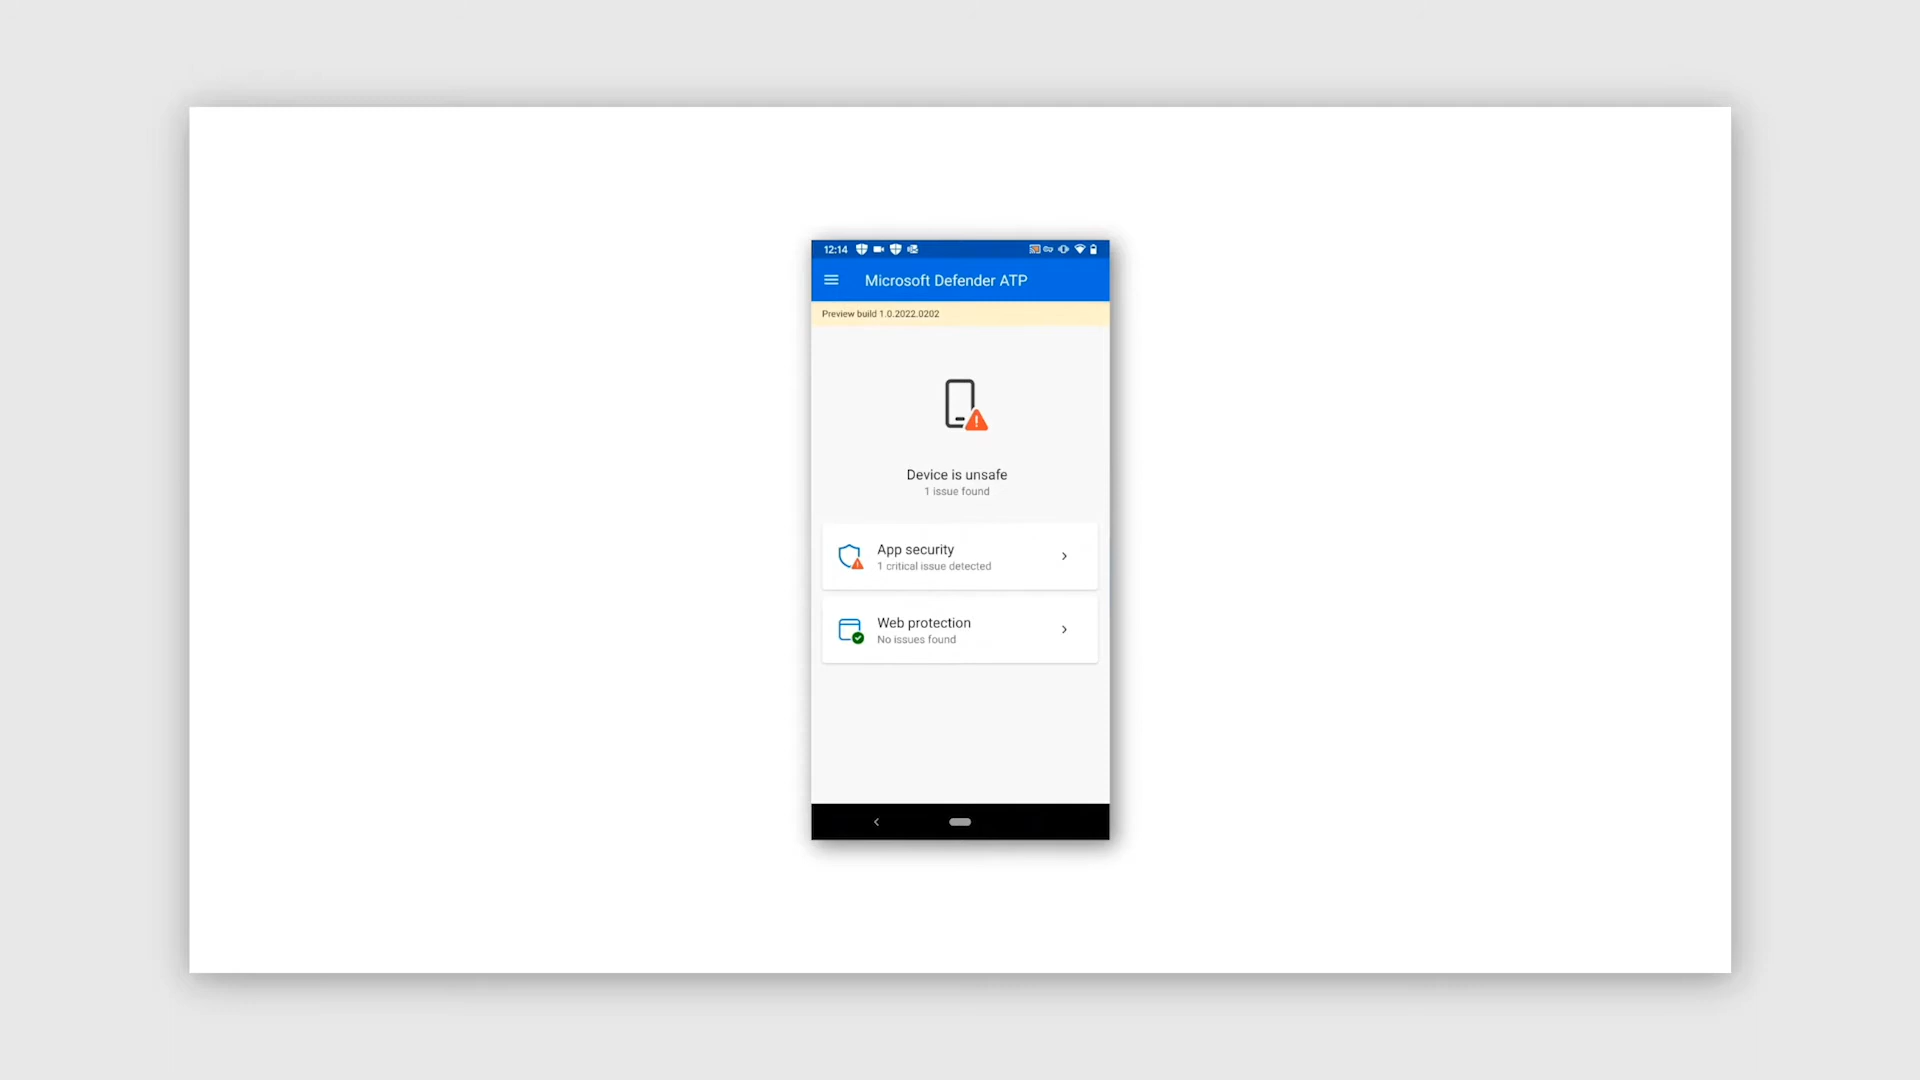 12:14
Microsoft Defender ATP
Preview build 1.0.2022.0202
Device is unsafe
1 issue found
App security
1 critical issue detected
Web protection
No issues found